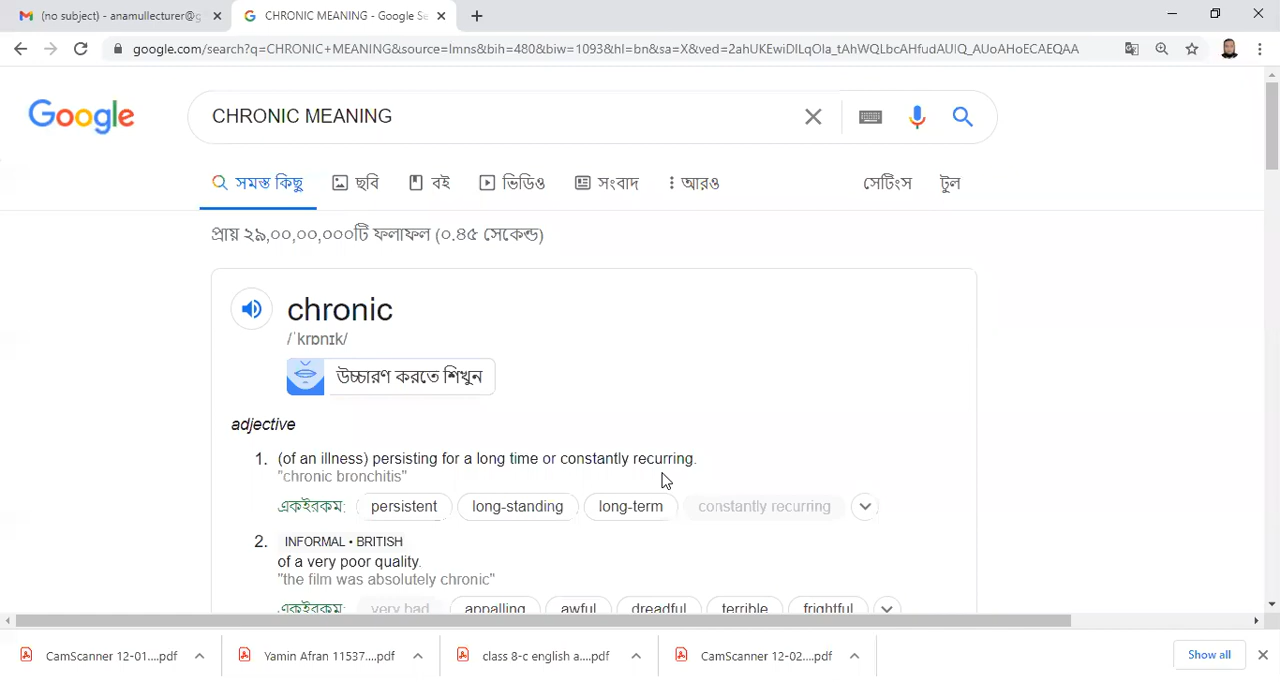 (no subject) - anamullecturer@g
CHRONIC MEANING - Google Se
google.com/search?q=CHRONIC+MEANING&source=lmns&bih=480&biw=1093&hl=bn&sa=X&ved=2ahUKEwiDlLqOla_tAhWQLbcAHfudAUIQ_AUoAHoECAEQAA
Google
CHRONIC MEANING
সমস্ত কিছু ছবি বই ভিডিও সংবাদ আরও সেটিংস টুল
প্রায় ২৯,০০,০০,০০০টি ফলাফল (০.৪৫ সেকেন্ড)
chronic
/ˈkrɒnɪk/
উচ্চারণ করতে শিখুন
adjective
1. (of an illness) persisting for a long time or constantly recurring.
"chronic bronchitis"
একইরকম: persistent long-standing long-term constantly recurring
2. INFORMAL • BRITISH
of a very poor quality.
"the film was absolutely chronic"
একইরকম: very bad appalling awful dreadful terrible frightful
CamScanner 12-01....pdf Yamin Afran 11537....pdf class 8-c english a....pdf CamScanner 12-02....pdf Show all